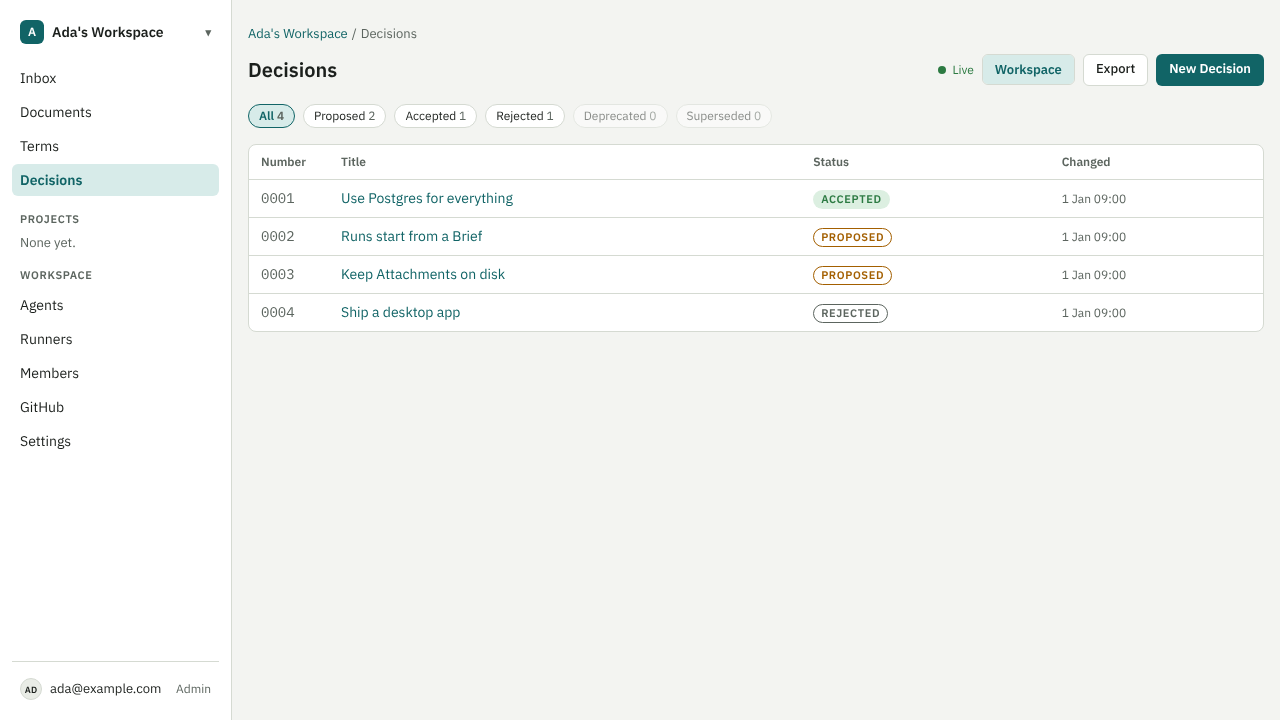 A Ada's Workspace ▾
Inbox
Documents
Terms
Decisions
PROJECTS
None yet.
WORKSPACE
Agents
Runners
Members
GitHub
Settings
AD ada@example.com Admin
Ada's Workspace / Decisions
Decisions
Live Workspace Export New Decision
All 4 Proposed 2 Accepted 1 Rejected 1 Deprecated 0 Superseded 0
Number Title Status Changed
0001 Use Postgres for everything ACCEPTED 1 Jan 09:00
0002 Runs start from a Brief PROPOSED 1 Jan 09:00
0003 Keep Attachments on disk PROPOSED 1 Jan 09:00
0004 Ship a desktop app REJECTED 1 Jan 09:00